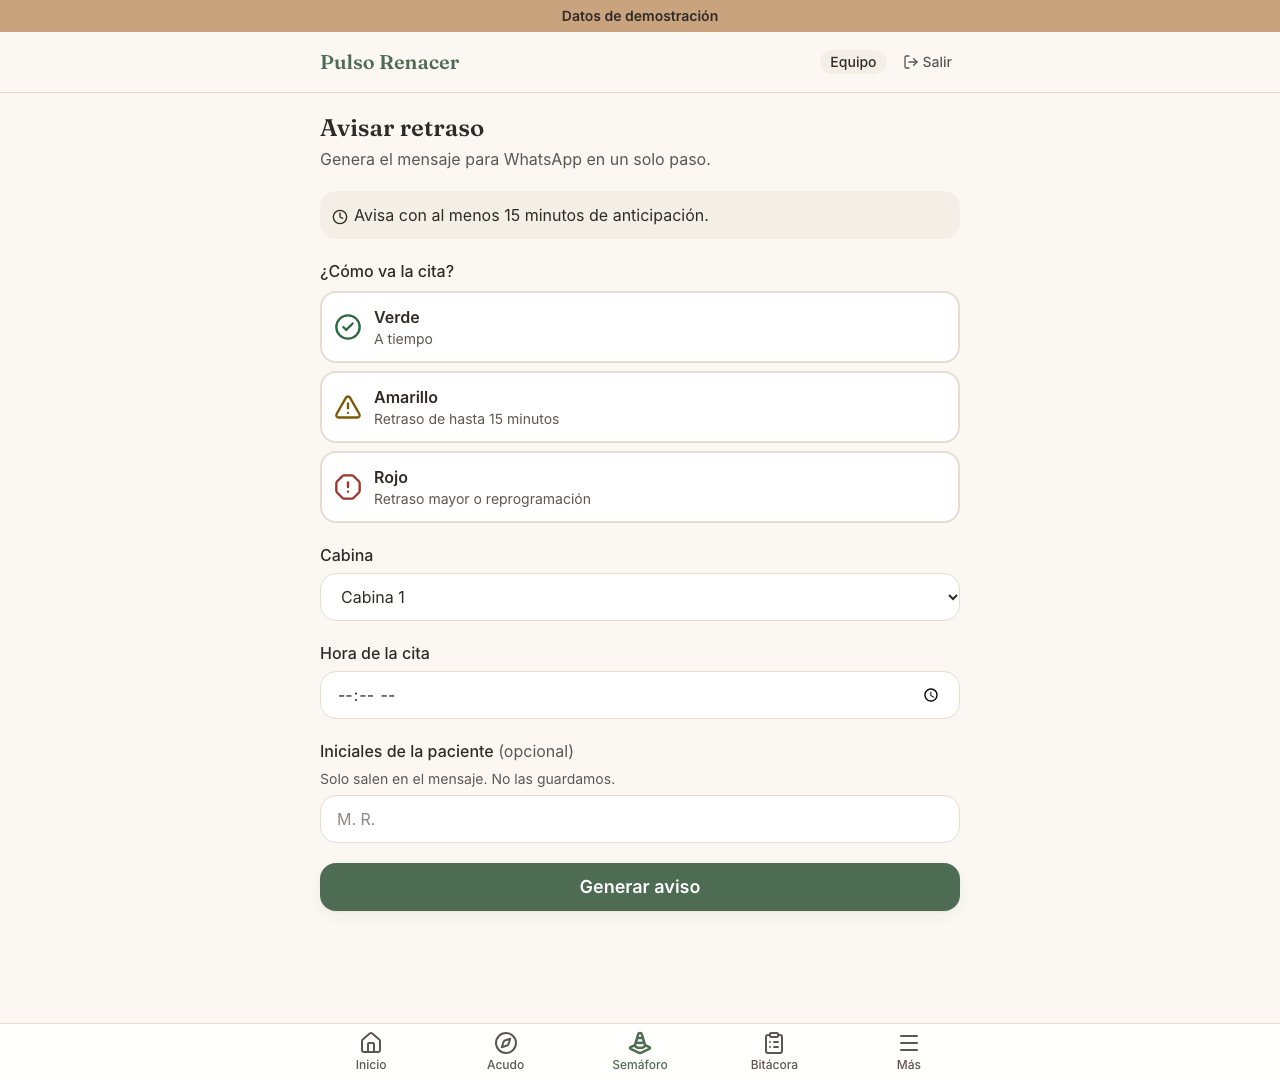 Datos de demostración
Pulso Renacer
Equipo
Salir
Avisar retraso
Genera el mensaje para WhatsApp en un solo paso.
Avisa con al menos 15 minutos de anticipación.
¿Cómo va la cita?
Verde
A tiempo
Amarillo
Retraso de hasta 15 minutos
Rojo
Retraso mayor o reprogramación
Cabina
Cabina 1
Hora de la cita
--:-- --
Iniciales de la paciente (opcional)
Solo salen en el mensaje. No las guardamos.
M. R.
Generar aviso
Inicio
Acudo
Semáforo
Bitácora
Más